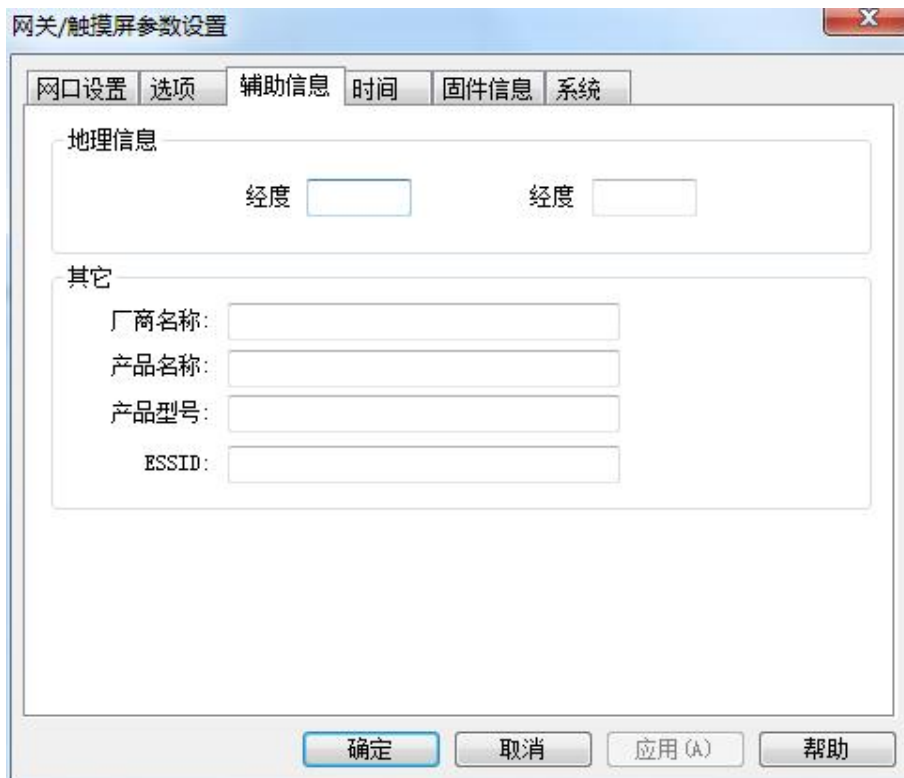 网关/触摸屏参数设置
网口设置 选项 辅助信息 时间 固件信息 系统
地理信息
经度 经度
其它
厂商名称:
产品名称:
产品型号:
ESSID:
确定 取消 应用(A) 帮助